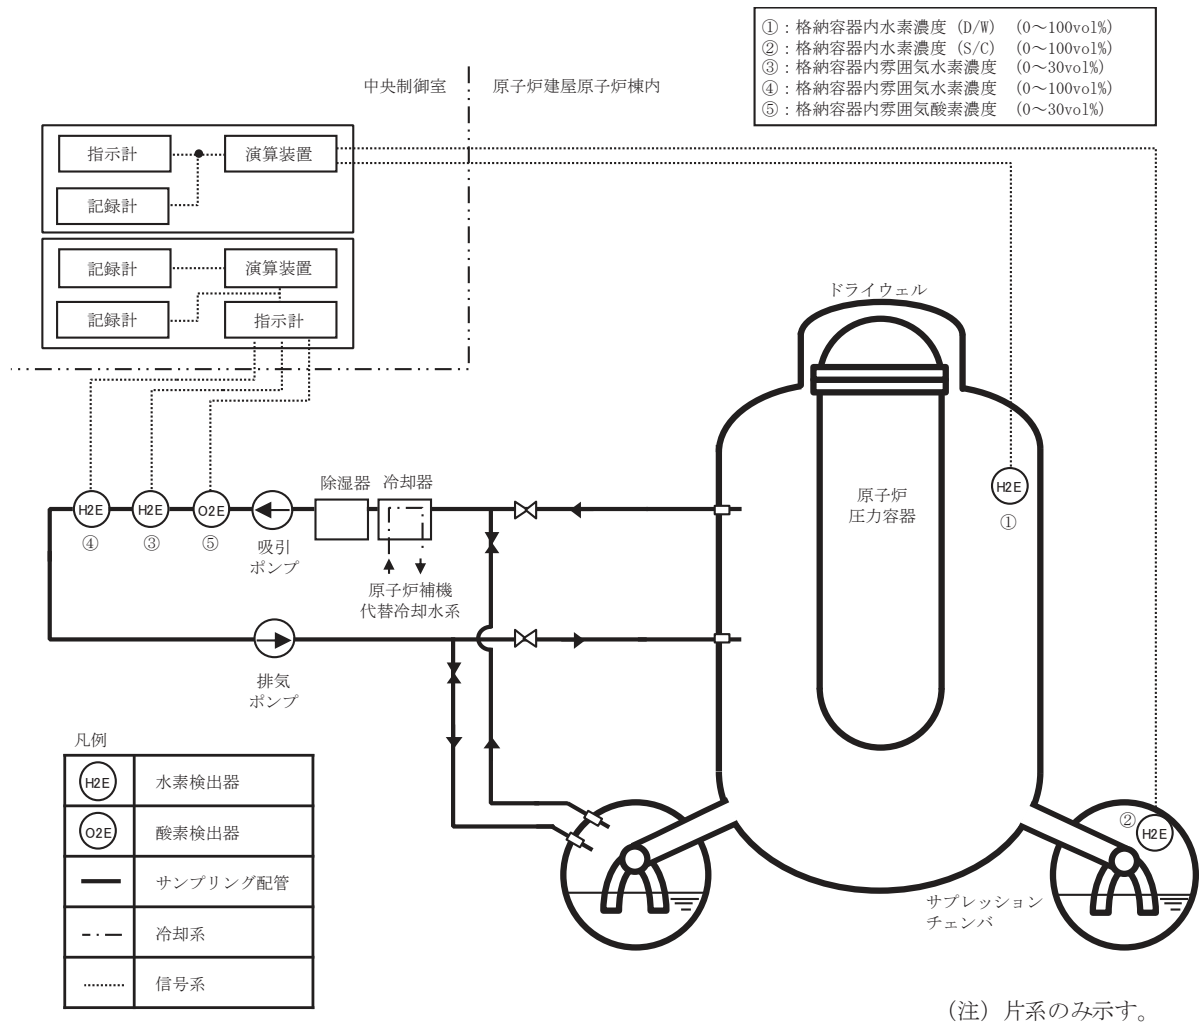 ①：格納容器内水素濃度（D/W）（0～100vol%）
②：格納容器内水素濃度（S/C）（0～100vol%）
③：格納容器内雰囲気水素濃度（0～30vol%）
④：格納容器内雰囲気水素濃度（0～100vol%）
⑤：格納容器内雰囲気酸素濃度（0～30vol%）
中央制御室
原子炉建屋原子炉棟内
指示計
演算装置
記録計
記録計
演算装置
記録計
指示計
ドライウェル
原子炉
圧力容器
H2E
①
除湿器
冷却器
H2E
H2E
O2E
④
③
⑤
吸引
ポンプ
原子炉補機
代替冷却水系
排気
ポンプ
②
H2E
サプレッション
チェンバ
凡例
H2E
水素検出器
O2E
酸素検出器
サンプリング配管
冷却系
信号系
（注）片系のみ示す。